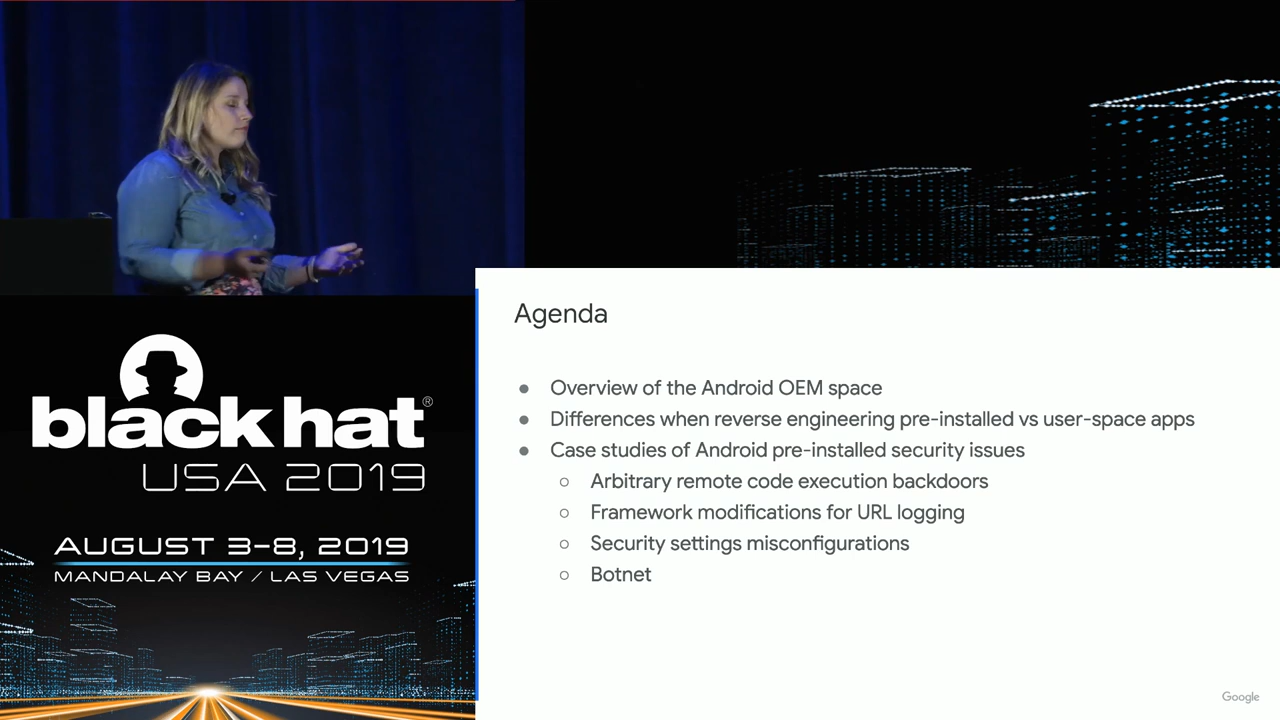 black hat®
USA 2019
AUGUST 3-8, 2019
MANDALAY BAY / LAS VEGAS
Agenda
● Overview of the Android OEM space
● Differences when reverse engineering pre-installed vs user-space apps
● Case studies of Android pre-installed security issues
○ Arbitrary remote code execution backdoors
○ Framework modifications for URL logging
○ Security settings misconfigurations
○ Botnet
Google